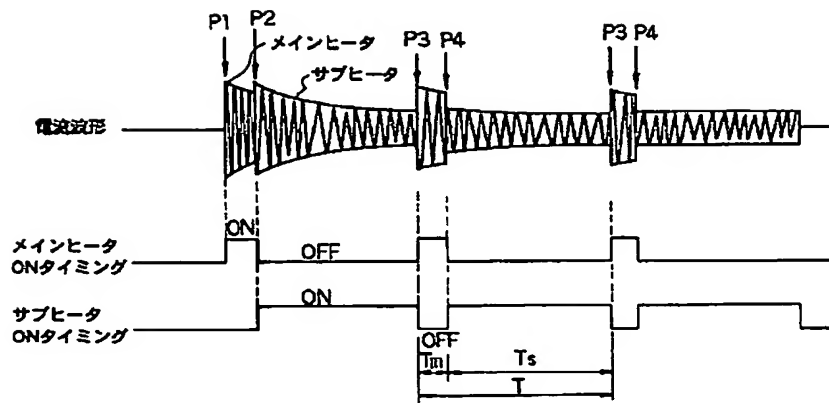 P1 P2
メインヒータ
サブヒータ
P3 P4
P3 P4
電流波形
ON
メインヒータ
ONタイミング
OFF
サブヒータ
ONタイミング
ON
OFF
Tm
Ts
T